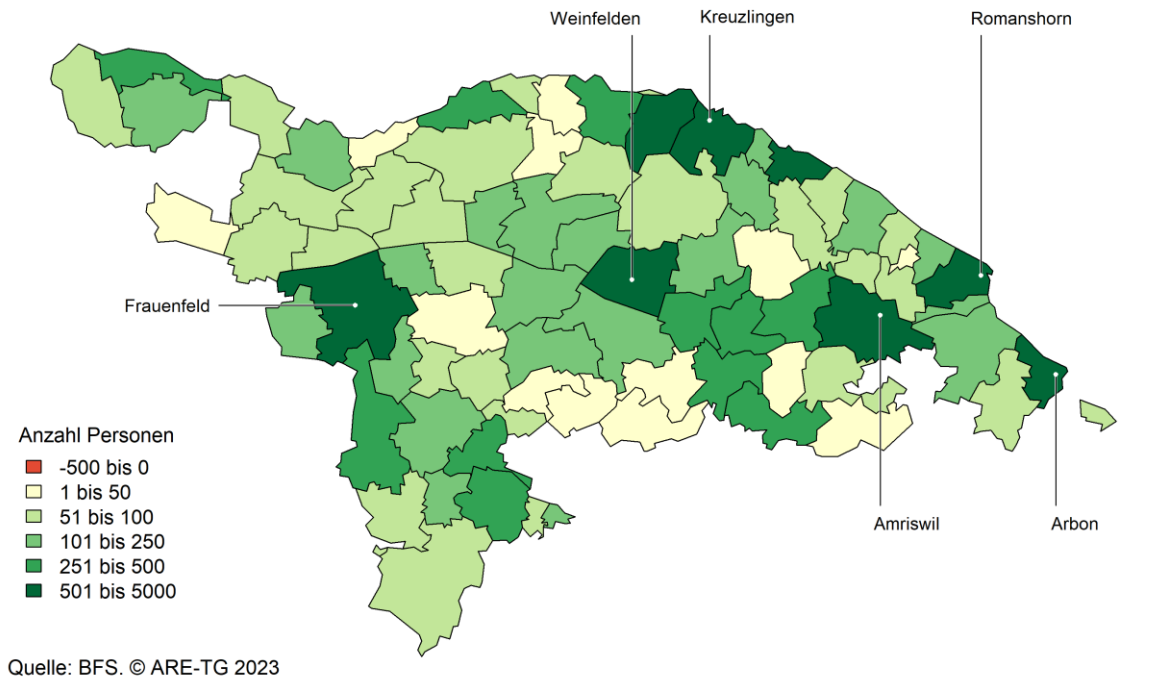 Weinfelden
Kreuzlingen
Romanshorn
Frauenfeld
Amriswil
Arbon
Anzahl Personen
-500 bis 0
1 bis 50
51 bis 100
101 bis 250
251 bis 500
501 bis 5000
Quelle: BFS. © ARE-TG 2023